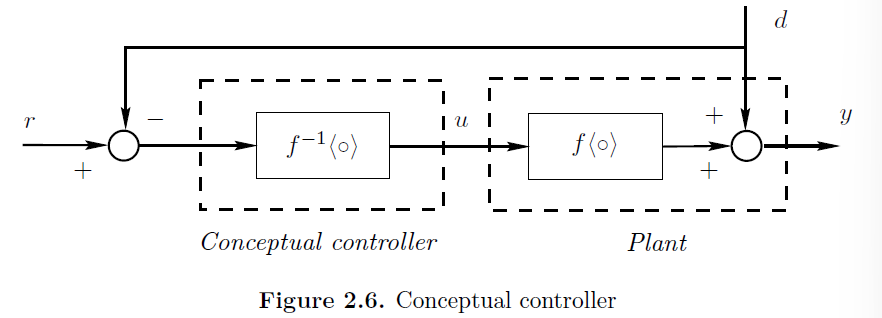 d
r
−
u
+
y
f−1⟨○⟩
f⟨○⟩
+
+
Conceptual controller
Plant
Figure 2.6. Conceptual controller